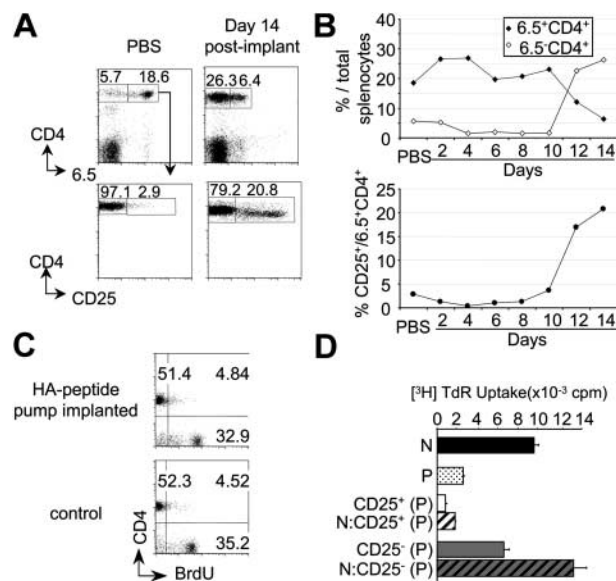 A
PBS
Day 14
post-implant
5.7 18.6
26.3 6.4
CD4
6.5
97.1 2.9
79.2 20.8
CD4
CD25
B
6.5⁺CD4⁺
6.5⁻CD4⁺
% / total
splenocytes
40
30
20
10
0
PBS 2 4 6 8 10 12 14
Days
% CD25⁺/6.5⁺CD4⁺
25
20
15
10
5
0
PBS 2 4 6 8 10 12 14
Days
C
HA-peptide
pump implanted
51.4 4.84
32.9
control
52.3 4.52
35.2
CD4
BrdU
D
[³H] TdR Uptake(x10⁻³ cpm)
0 2 4 6 8 10 12 14
N
P
CD25⁺ (P)
N:CD25⁺ (P)
CD25⁻ (P)
N:CD25⁻ (P)